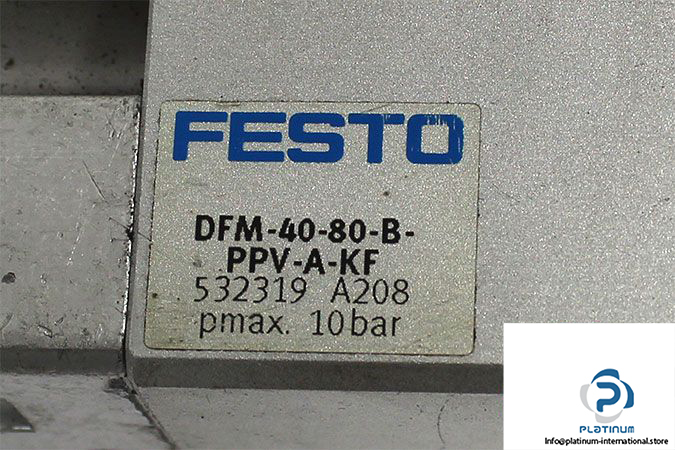 FESTO
DFM-40-80-B-
PPV-A-KF
532319 A208
pmax. 10bar
PLATINUM
Info@platinum-international.store